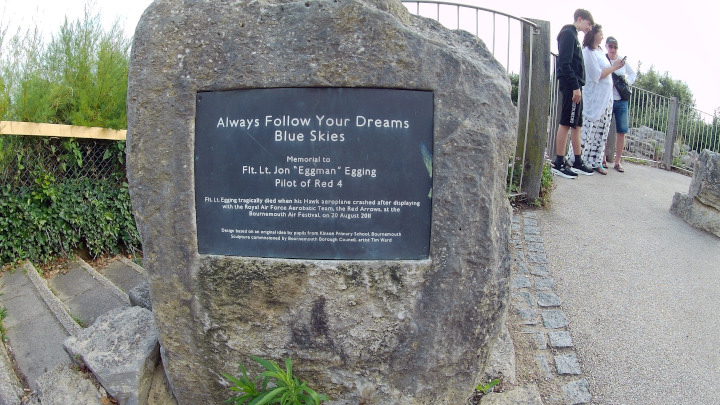 Always Follow Your Dreams
Blue Skies
Memorial to
Flt. Lt. Jon "Eggman" Egging
Pilot of Red 4
Flt. Lt. Egging tragically died when his Hawk aeroplane crashed after displaying
with the Royal Air Force Aerobatic Team, the Red Arrows, at the
Bournemouth Air Festival, on 20 August 2011
Design based on an original idea by pupils from Kinson Primary School, Bournemouth
Sculpture commissioned by Bournemouth Borough Council, artist Tim Ward